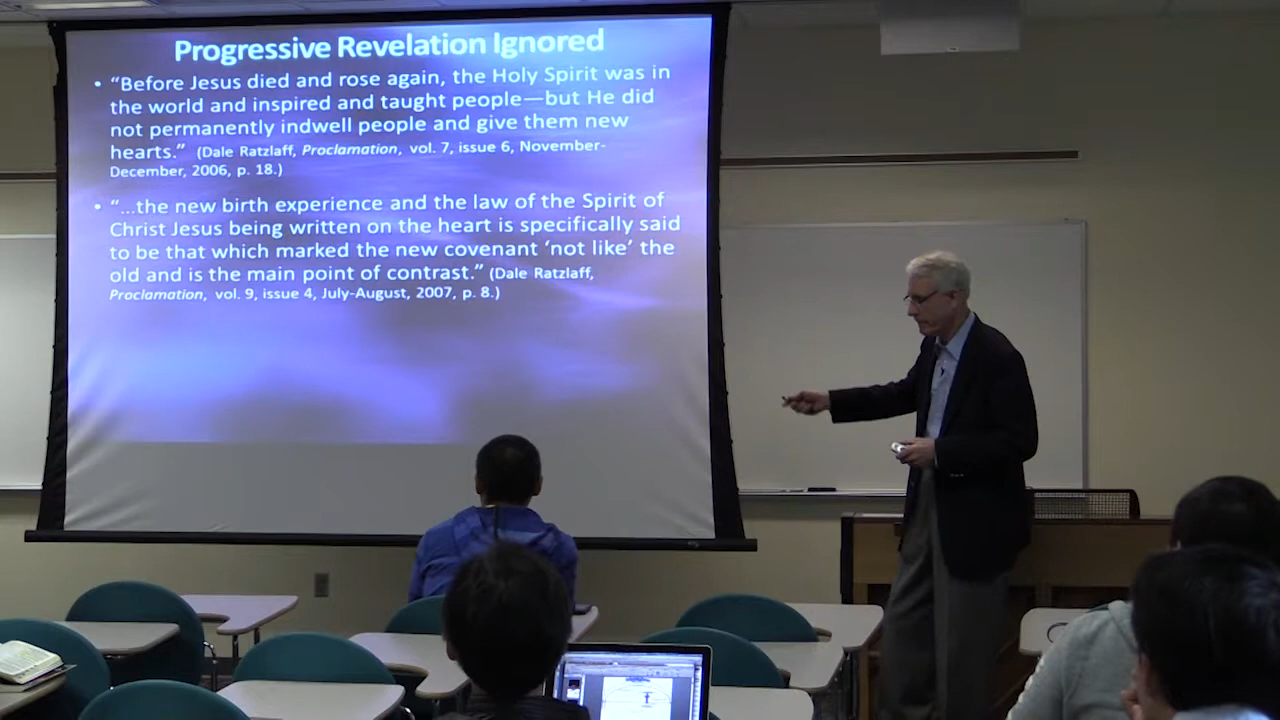 Progressive Revelation Ignored
• “Before Jesus died and rose again, the Holy Spirit was in
the world and inspired and taught people—but He did
not permanently indwell people and give them new
hearts.” (Dale Ratzlaff, Proclamation, vol. 7, issue 6, November-
December, 2006, p. 18.)
• “…the new birth experience and the law of the Spirit of
Christ Jesus being written on the heart is specifically said
to be that which marked the new covenant ‘not like’ the
old and is the main point of contrast.” (Dale Ratzlaff,
Proclamation, vol. 9, issue 4, July-August, 2007, p. 8.)